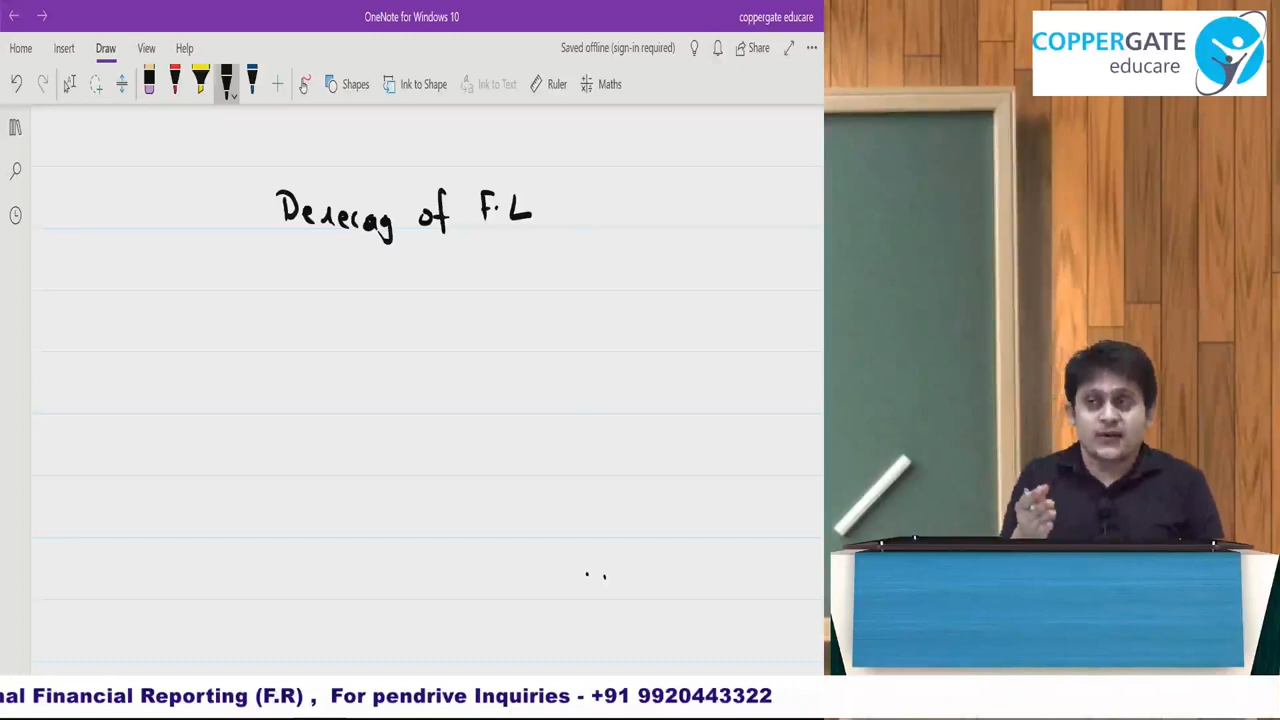 OneNote for Windows 10
coppergate educare
Home Insert Draw View Help
Saved offline (sign-in required)
Share
Shapes
Ink to Shape
Ink to Text
Ruler
Maths
COPPERGATE
educare
Derecog of F.L
nal Financial Reporting (F.R) , For pendrive Inquiries - +91 9920443322